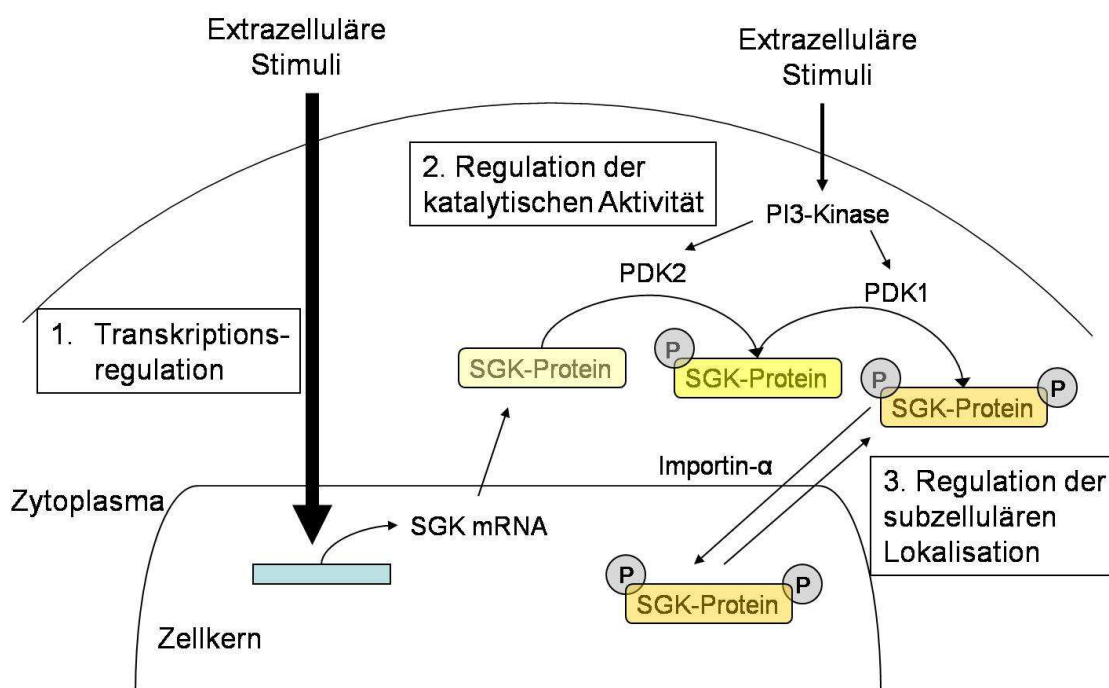 Extrazelluläre
Stimuli
Extrazelluläre
Stimuli
2. Regulation der
katalytischen Aktivität
PI3-Kinase
PDK2
PDK1
1. Transkriptions-
regulation
SGK-Protein
P
SGK-Protein
P
SGK-Protein
P
Importin-α
3. Regulation der
subzellulären
Lokalisation
Zytoplasma
SGK mRNA
P
SGK-Protein
P
Zellkern